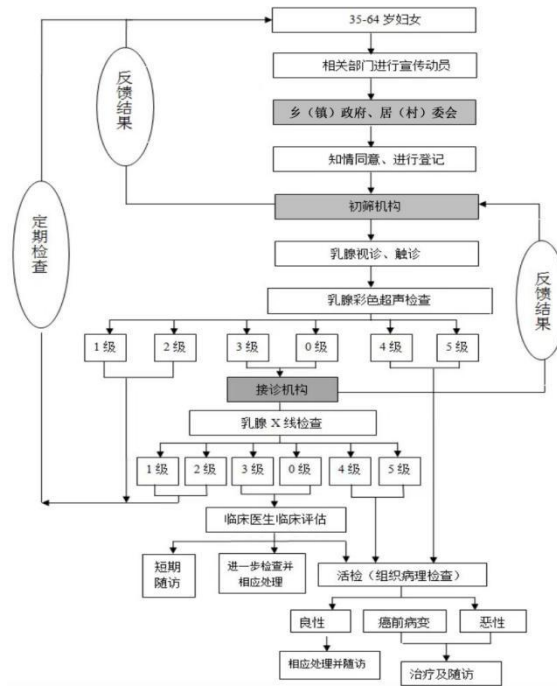 35-64 岁妇女
相关部门进行宣传动员
反馈结果
乡（镇）政府、居（村）委会
知情同意、进行登记
初筛机构
定期检查
乳腺视诊、触诊
反馈结果
乳腺彩色超声检查
1 级
2 级
3 级
0 级
4 级
5 级
接诊机构
乳腺 X 线检查
1 级
2 级
3 级
0 级
4 级
5 级
临床医生临床评估
短期
随访
进一步检查并
相应处理
活检（组织病理检查）
良性
癌前病变
恶性
相应处理并随访
治疗及随访